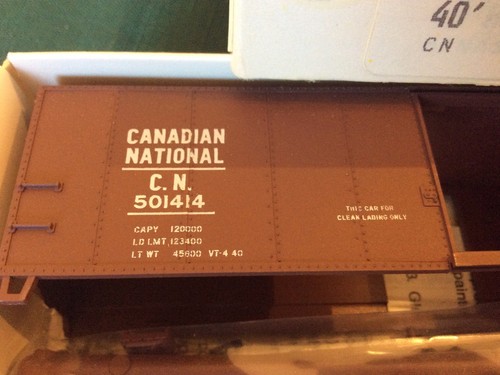 40'
CN
CANADIAN
NATIONAL
C.N.
501414
CAPY 120000
LD LMT 123400
LT WT 45600 VT-4 40
THIS CAR FOR
CLEAN LADING ONLY
paint